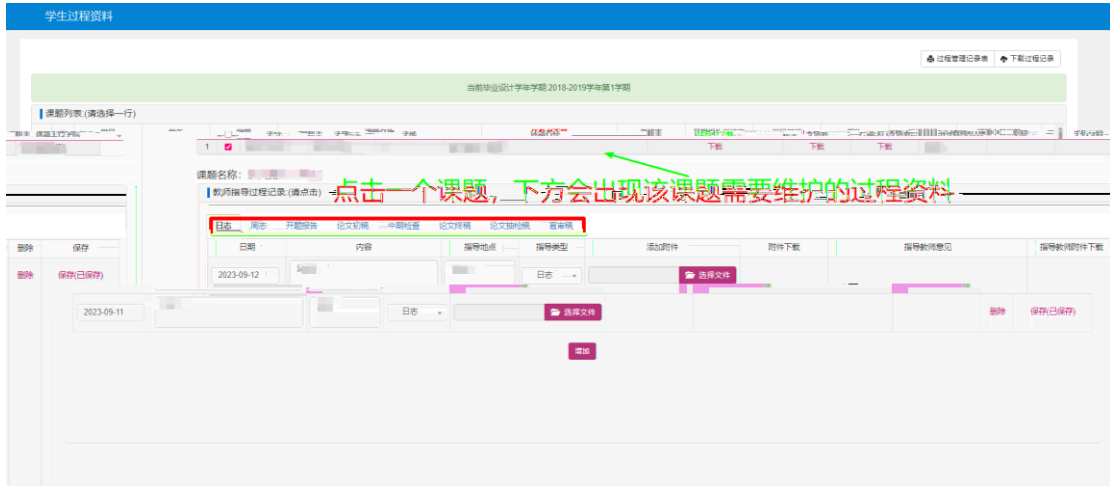 学生过程资料
过程管理记录表 下载过程记录
当前毕业设计学年学期:2018-2019学年第1学期
课题列表 (请选择一行)
1 下载 下载 下载
课题名称:
教师指导过程记录:(请点击)
点击一个课题,下方会出现该课题需要维护的过程资料
日志 周志 开题报告 论文初稿 中期检查 论文终稿 论文抽检稿 盲审稿
删除 保存 日期 内容 指导地点 指导类型 添加附件 附件下载 指导教师意见 指导教师附件下载
删除 保存(已保存) 2023-09-12 日志 选择文件
2023-09-11 日志 选择文件 删除 保存(已保存)
增加